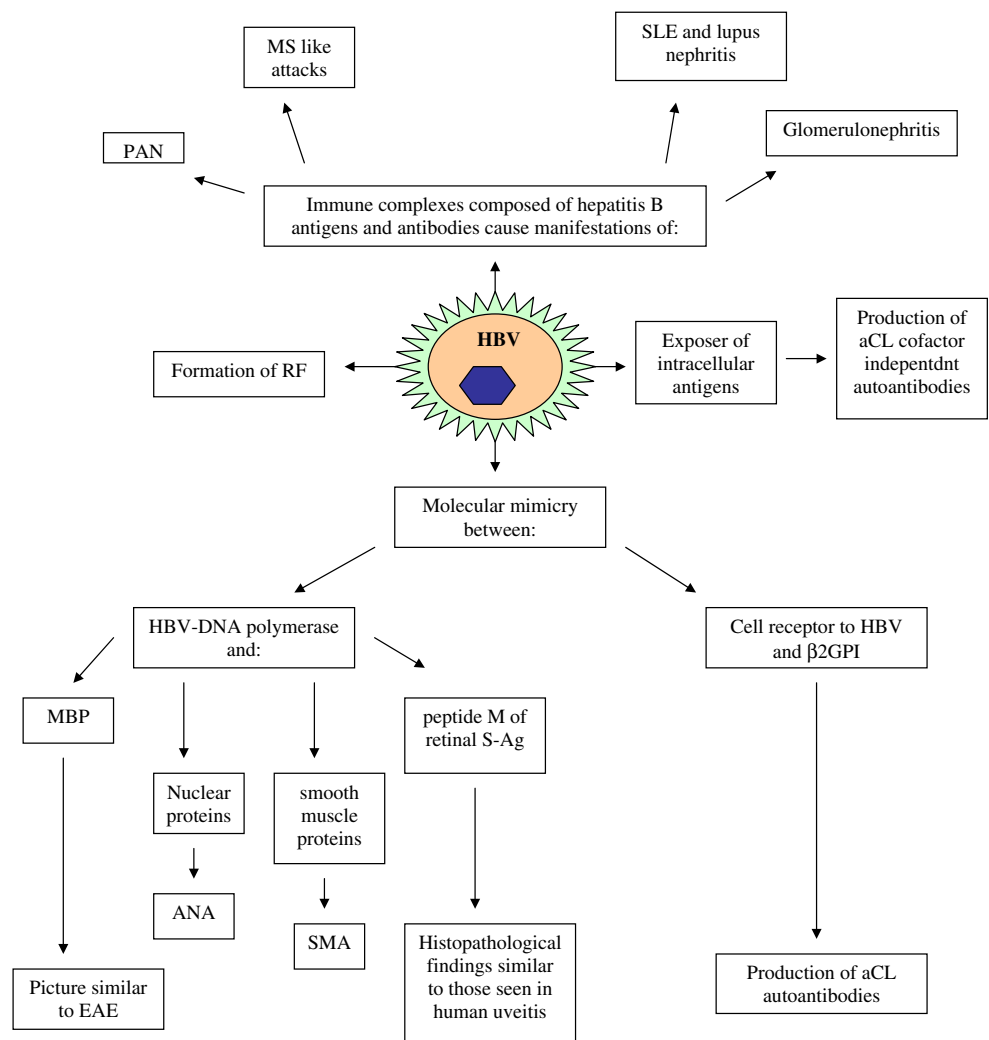 MS like
attacks
SLE and lupus
nephritis
PAN
Glomerulonephritis
Immune complexes composed of hepatitis B
antigens and antibodies cause manifestations of:
HBV
Formation of RF
Exposer of
intracellular
antigens
Production of
aCL cofactor
indepentdnt
autoantibodies
Molecular mimicry
between:
HBV-DNA polymerase
and:
Cell receptor to HBV
and β2GPI
MBP
peptide M of
retinal S-Ag
Nuclear
proteins
smooth
muscle
proteins
ANA
SMA
Picture similar
to EAE
Histopathological
findings similar
to those seen in
human uveitis
Production of aCL
autoantibodies